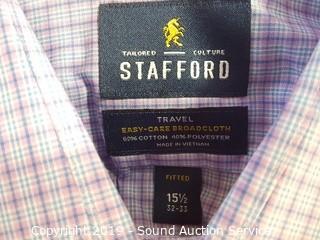 TAILORED CULTURE
STAFFORD
TRAVEL
EASY-CARE BROADCLOTH
60% COTTON 40% POLYESTER
MADE IN VIETNAM
FITTED
15½
32-33
Copyright 2019 - Sound Auction Service